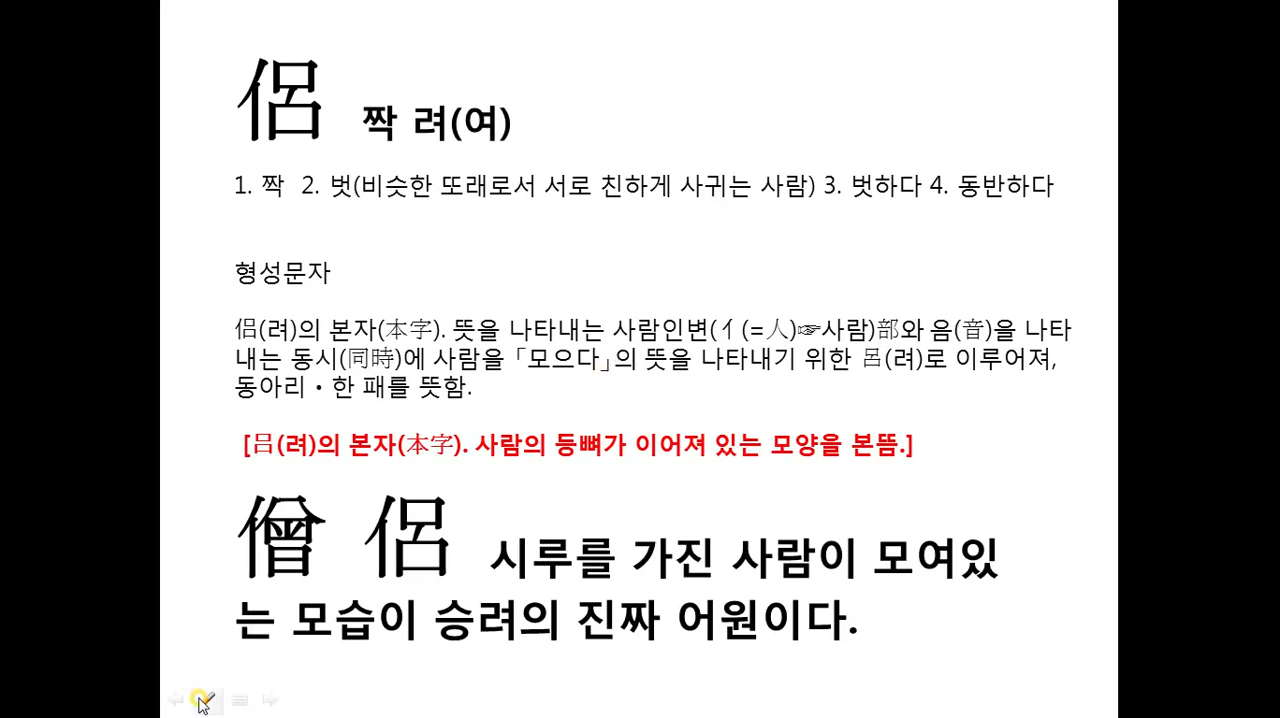 侶 짝 려(여)
1. 짝 2. 벗(비슷한 또래로서 서로 친하게 사귀는 사람) 3. 벗하다 4. 동반하다
형성문자
侶(려)의 본자(本字). 뜻을 나타내는 사람인변(亻(=人)☞사람)部와 음(音)을 나타
내는 동시(同時)에 사람을 「모으다」의 뜻을 나타내기 위한 呂(려)로 이루어져,
동아리・한 패를 뜻함.
[吕(려)의 본자(本字). 사람의 등뼈가 이어져 있는 모양을 본뜸.]
僧 侶 시루를 가진 사람이 모여있
는 모습이 승려의 진짜 어원이다.